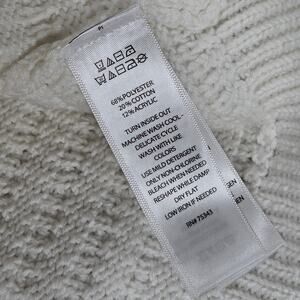 68% POLYESTER
20% COTTON
12% ACRYLIC
TURN INSIDE OUT
MACHINE WASH COOL-
DELICATE CYCLE
WASH WITH LIKE
COLORS
USE MILD DETERGENT
ONLY NON-CHLORINE
BLEACH WHEN NEEDED
RESHAPE WHILE DAMP
DRY FLAT
LOW IRON IF NEEDED
RN# 75343
GEN
EN